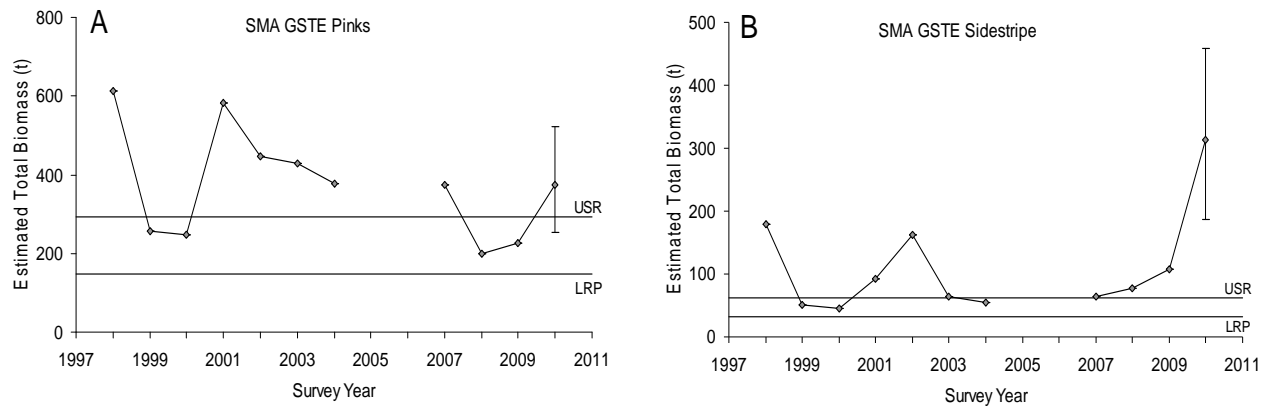 A
SMA GSTE Pinks
Estimated Total Biomass (t)
800
600
400
200
0
USR
LRP
1997 1999 2001 2003 2005 2007 2009 2011
Survey Year
B
SMA GSTE Sidestripe
Estimated Total Biomass (t)
500
400
300
200
100
0
USR
LRP
1997 1999 2001 2003 2005 2007 2009 2011
Survey Year